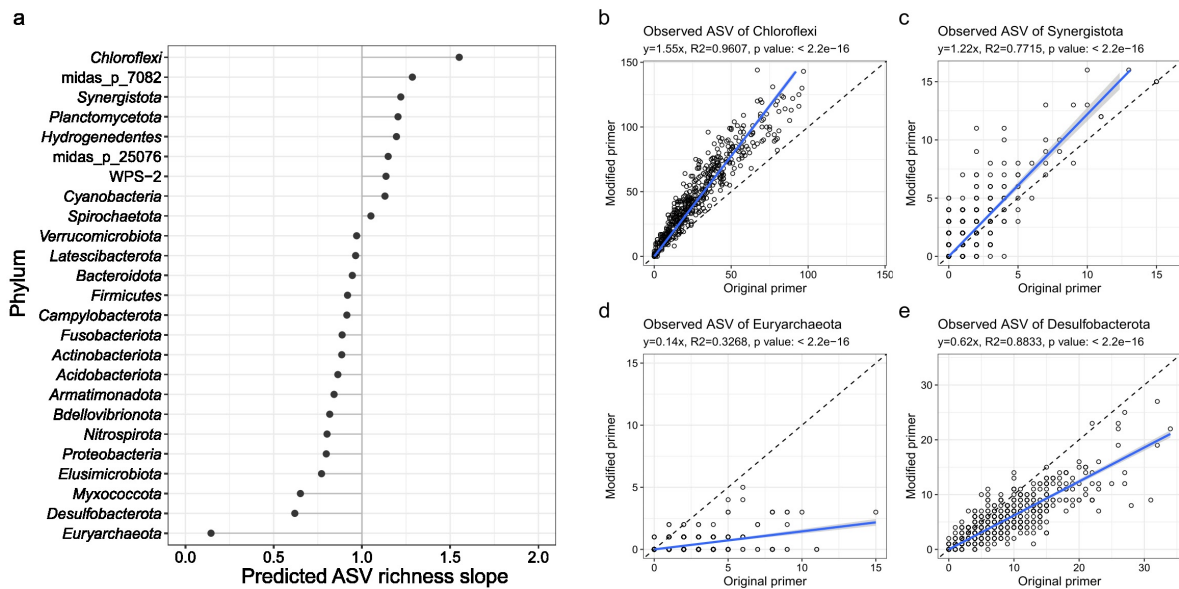 a
Phylum
Chloroflexi
midas_p_7082
Synergistota
Planctomycetota
Hydrogenedentes
midas_p_25076
WPS−2
Cyanobacteria
Spirochaetota
Verrucomicrobiota
Latescibacterota
Bacteroidota
Firmicutes
Campylobacterota
Fusobacteriota
Actinobacteriota
Acidobacteriota
Armatimonadota
Bdellovibrionota
Nitrospirota
Proteobacteria
Elusimicrobiota
Myxococcota
Desulfobacterota
Euryarchaeota
0.0 0.5 1.0 1.5 2.0
Predicted ASV richness slope
b
Observed ASV of Chloroflexi
y=1.55x, R2=0.9607, p value: < 2.2e−16
Modified primer
150
100
50
0
0 50 100 150
Original primer
c
Observed ASV of Synergistota
y=1.22x, R2=0.7715, p value: < 2.2e−16
Modified primer
15
10
5
0
0 5 10 15
Original primer
d
Observed ASV of Euryarchaeota
y=0.14x, R2=0.3268, p value: < 2.2e−16
Modified primer
15
10
5
0
0 5 10 15
Original primer
e
Observed ASV of Desulfobacterota
y=0.62x, R2=0.8833, p value: < 2.2e−16
Modified primer
30
20
10
0
0 10 20 30
Original primer